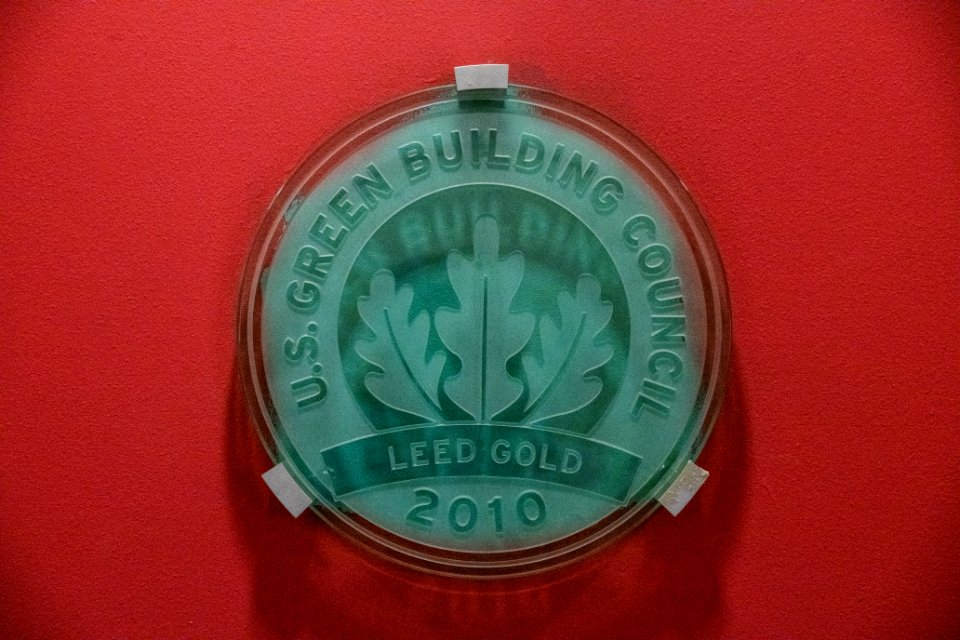 U.S. GREEN BUILDING COUNCIL
LEED GOLD
2010